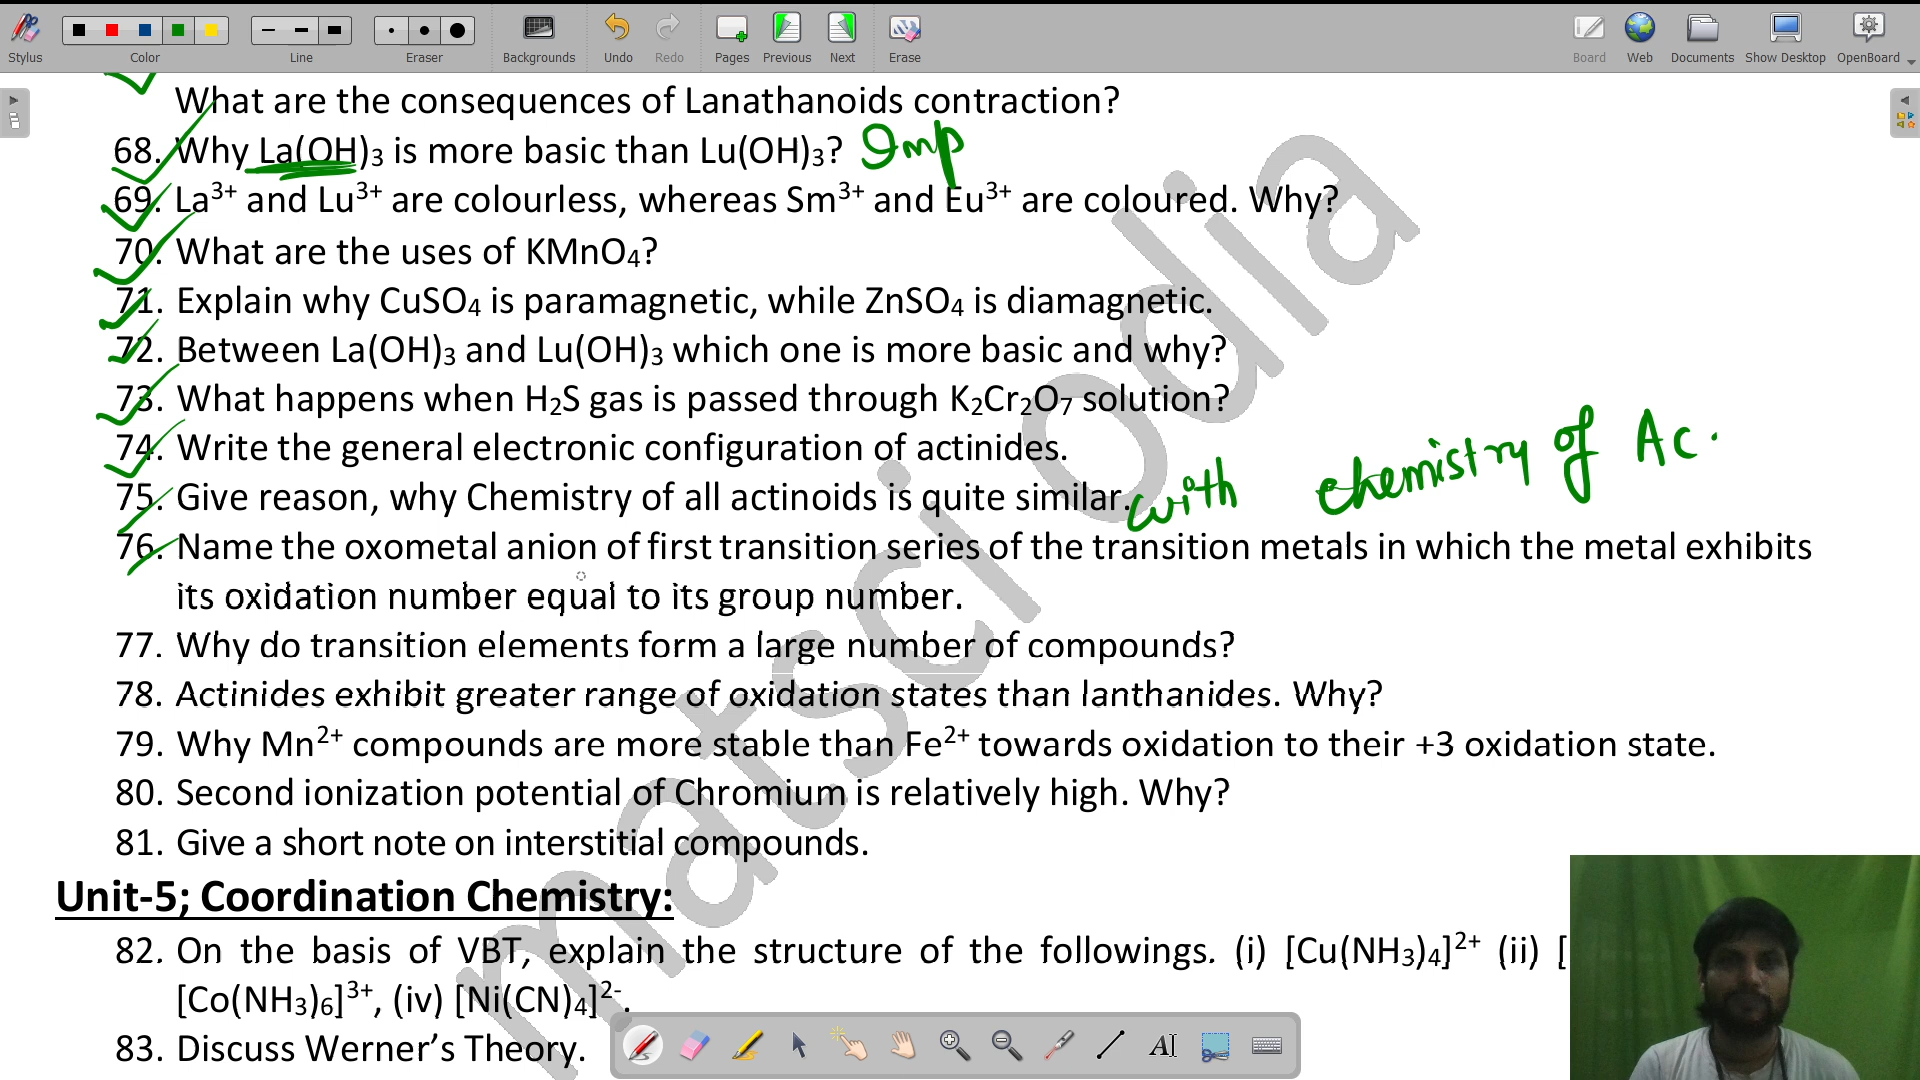 Stylus Color Line Eraser Backgrounds Undo Redo Pages Previous Next Erase Board Web Documents Show Desktop OpenBoard
What are the consequences of Lanathanoids contraction?
68. Why La(OH)₃ is more basic than Lu(OH)₃? Imp
69. La³⁺ and Lu³⁺ are colourless, whereas Sm³⁺ and Eu³⁺ are coloured. Why?
70. What are the uses of KMnO₄?
71. Explain why CuSO₄ is paramagnetic, while ZnSO₄ is diamagnetic.
72. Between La(OH)₃ and Lu(OH)₃ which one is more basic and why?
73. What happens when H₂S gas is passed through K₂Cr₂O₇ solution?
74. Write the general electronic configuration of actinides.
75. Give reason, why Chemistry of all actinoids is quite similar. with chemistry of Ac.
76. Name the oxometal anion of first transition series of the transition metals in which the metal exhibits
its oxidation number equal to its group number.
77. Why do transition elements form a large number of compounds?
78. Actinides exhibit greater range of oxidation states than lanthanides. Why?
79. Why Mn²⁺ compounds are more stable than Fe²⁺ towards oxidation to their +3 oxidation state.
80. Second ionization potential of Chromium is relatively high. Why?
81. Give a short note on interstitial compounds.
Unit-5; Coordination Chemistry:
82. On the basis of VBT, explain the structure of the followings. (i) [Cu(NH₃)₄]²⁺ (ii) [
[Co(NH₃)₆]³⁺, (iv) [Ni(CN)₄]²⁻.
83. Discuss Werner’s Theory.
matsci odia